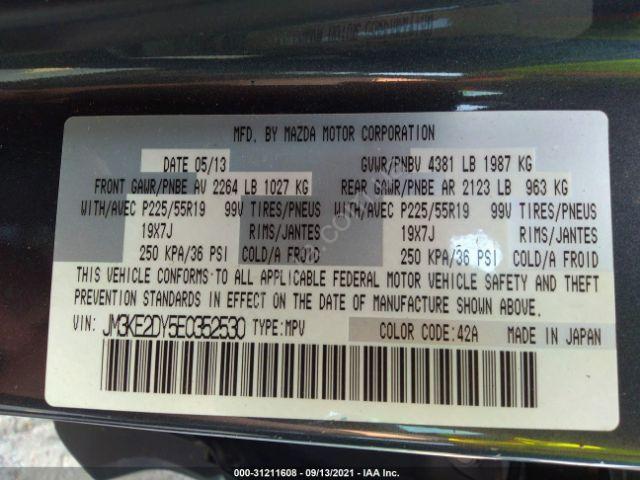 MFD. BY MAZDA MOTOR CORPORATION
DATE 05/13 GVWR/PNBV 4381 LB 1987 KG
FRONT GAWR/PNBE AV 2264 LB 1027 KG REAR GAWR/PNBE AR 2123 LB 963 KG
WITH/AVEC P225/55R19 99V TIRES/PNEUS WITH/AVEC P225/55R19 99V TIRES/PNEUS
19X7J RIMS/JANTES 19X7J RIMS/JANTES
250 KPA/36 PSI COLD/A FROID 250 KPA/36 PSI COLD/A FROID
THIS VEHICLE CONFORMS TO ALL APPLICABLE FEDERAL MOTOR VEHICLE SAFETY AND THEFT
PREVENTION STANDARDS IN EFFECT ON THE DATE OF MANUFACTURE SHOWN ABOVE.
VIN: JM3KE2DY5E0352530 TYPE:MPV COLOR CODE:42A MADE IN JAPAN
000-31211608 - 09/13/2021 - IAA Inc.